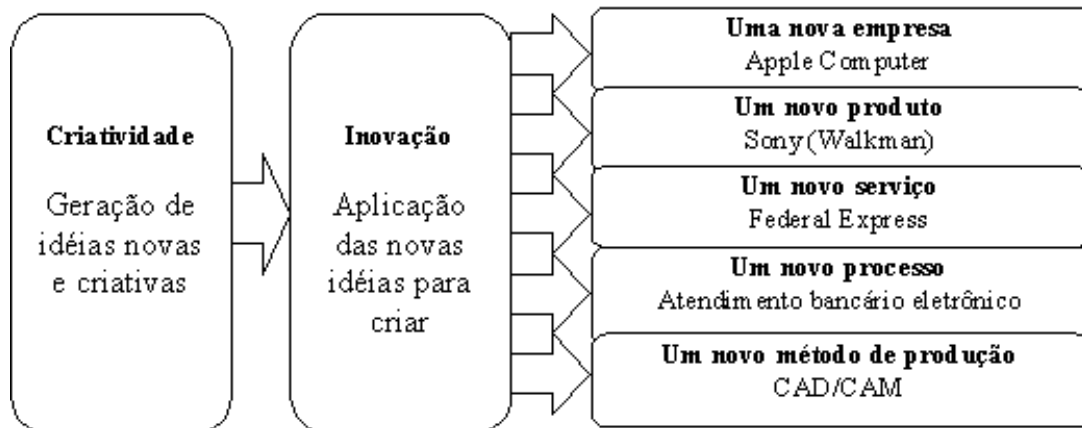 Criatividade
Geração de
idéias novas
e criativas
Inovação
Aplicação
das novas
idéias para
criar
Uma nova empresa
Apple Computer
Um novo produto
Sony (Walkman)
Um novo serviço
Federal Express
Um novo processo
Atendimento bancário eletrônico
Um novo método de produção
CAD/CAM